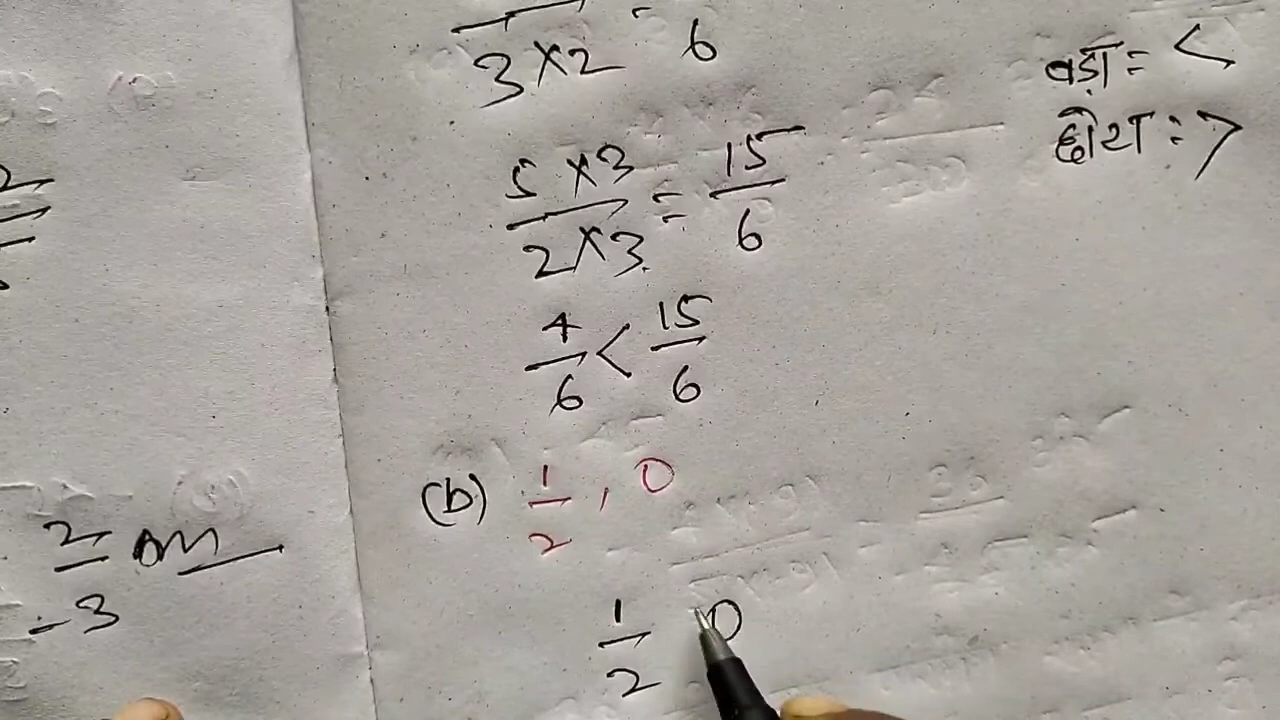 3×2 = 6
बड़ा = <
छोटा : >
5×3/2×3 = 15/6
4/6 < 15/6
(b) 1/2 , 0
1/2 0
2
-3